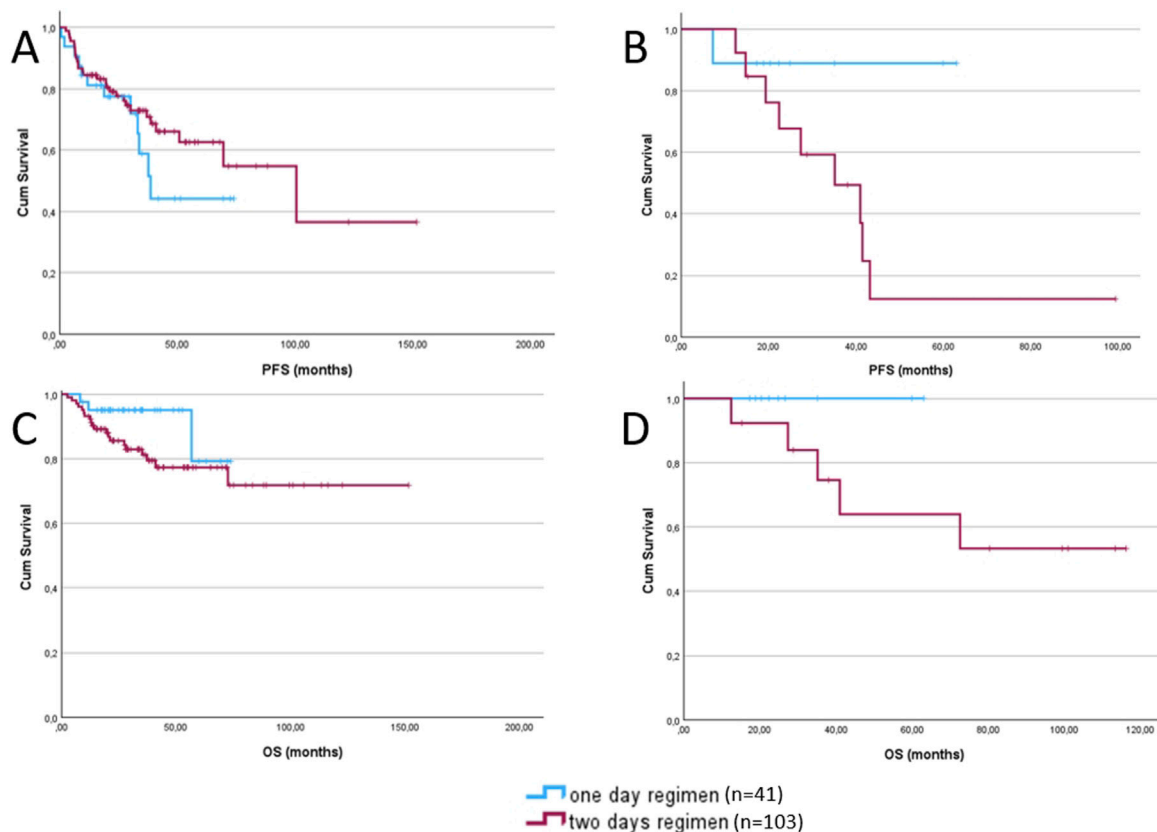 A
Cum Survival
1,0
0,8
0,6
0,4
0,2
0,0
,00 50,00 100,00 150,00 200,00
PFS (months)
B
Cum Survival
1,0
0,8
0,6
0,4
0,2
0,0
,00 20,00 40,00 60,00 80,00 100,00
PFS (months)
C
Cum Survival
1,0
0,8
0,6
0,4
0,2
0,0
,00 50,00 100,00 150,00 200,00
OS (months)
D
Cum Survival
1,0
0,8
0,6
0,4
0,2
0,0
,00 20,00 40,00 60,00 80,00 100,00 120,00
OS (months)
one day regimen (n=41)
two days regimen (n=103)